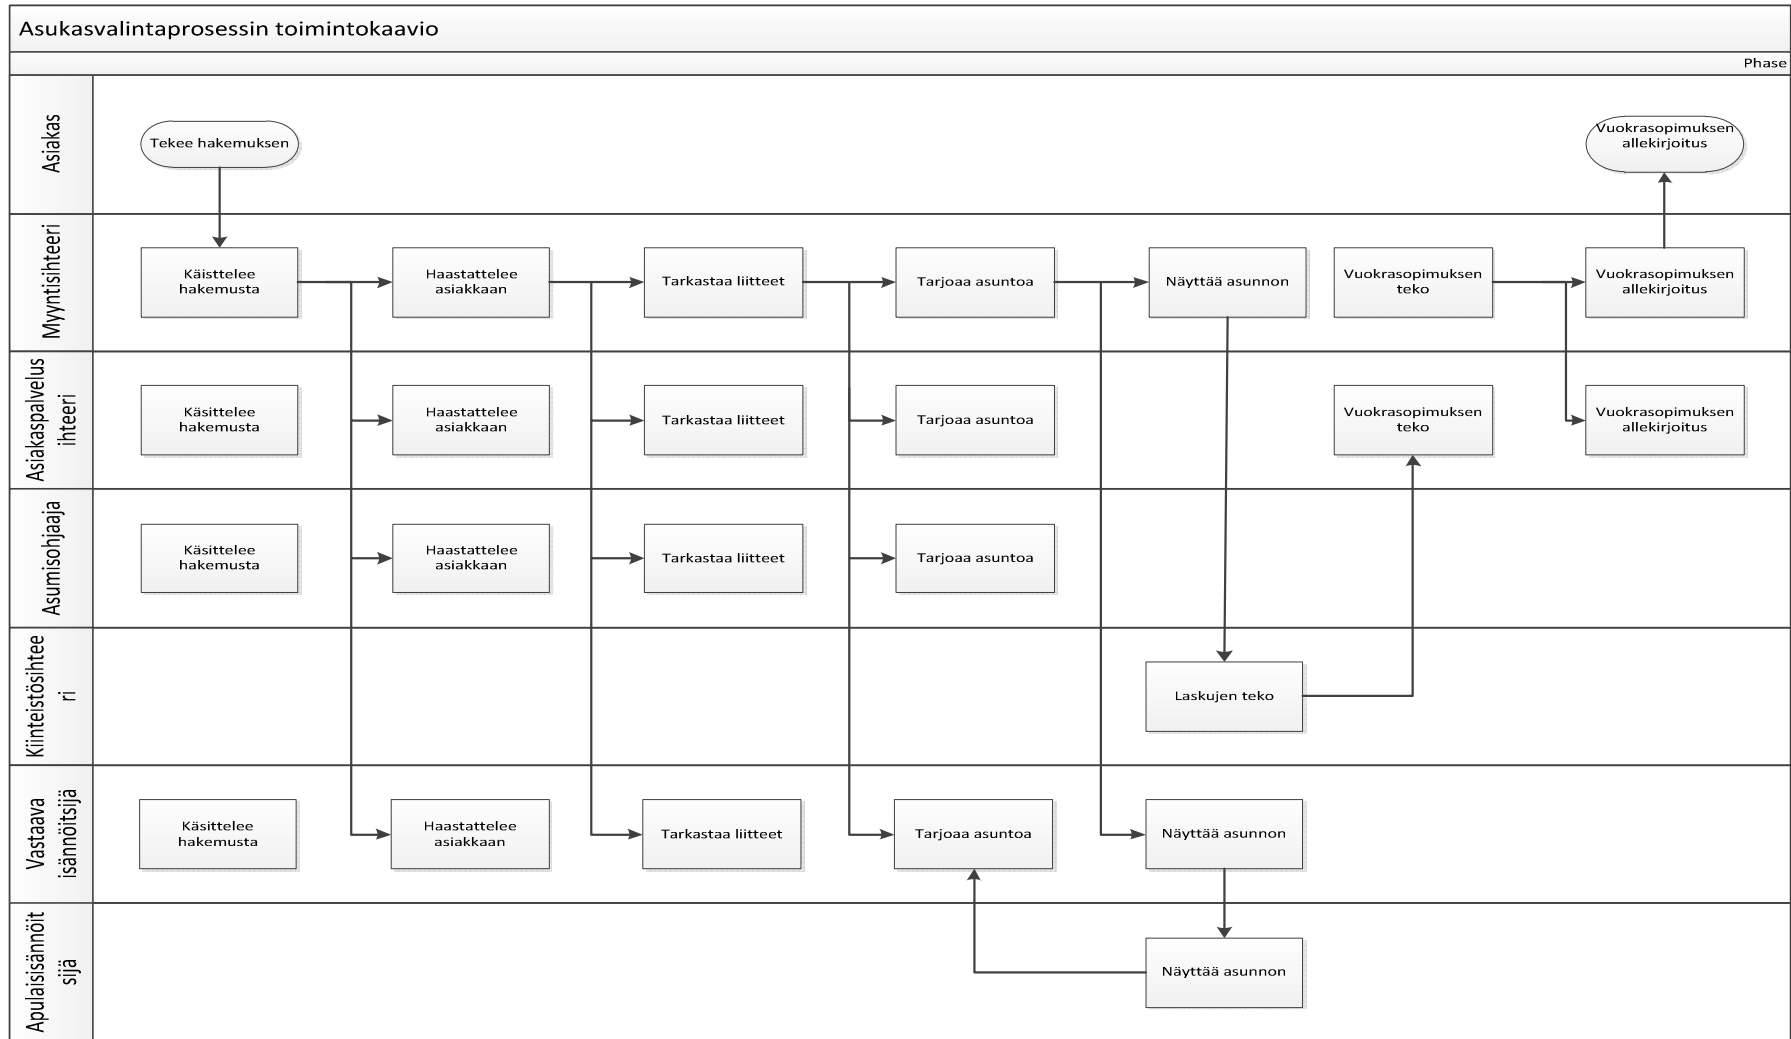 Asukasvalintaprosessin toimintokaavio
Phase
Asiakas
Tekee hakemuksen
Vuokrasopimuksen
allekirjoitus
Myyntisihteeri
Käisttelee
hakemusta
Haastattelee
asiakkaan
Tarkastaa liitteet
Tarjoaa asuntoa
Näyttää asunnon
Vuokrasopimuksen
teko
Vuokrasopimuksen
allekirjoitus
Asiakaspalvelus
ihteeri
Käsittelee
hakemusta
Haastattelee
asiakkaan
Tarkastaa liitteet
Tarjoaa asuntoa
Vuokrasopimuksen
teko
Vuokrasopimuksen
allekirjoitus
Asumisohjaaja
Käsittelee
hakemusta
Haastattelee
asiakkaan
Tarkastaa liitteet
Tarjoaa asuntoa
Kiinteistösihtee
ri
Laskujen teko
Vastaava
isännöitsijä
Käsittelee
hakemusta
Haastattelee
asiakkaan
Tarkastaa liitteet
Tarjoaa asuntoa
Näyttää asunnon
Apulaisisännöit
sijä
Näyttää asunnon